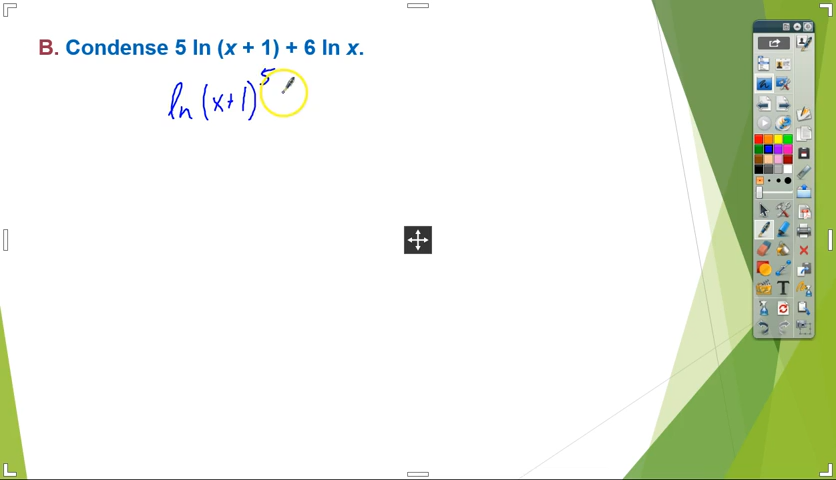 B. Condense 5 ln (x + 1) + 6 ln x.
ln (x+1)⁵